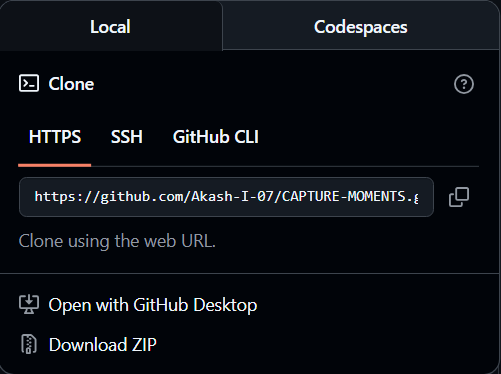 Local
Codespaces
Clone
HTTPS
SSH
GitHub CLI
https://github.com/Akash-I-07/CAPTURE-MOMENTS.g
Clone using the web URL.
Open with GitHub Desktop
Download ZIP